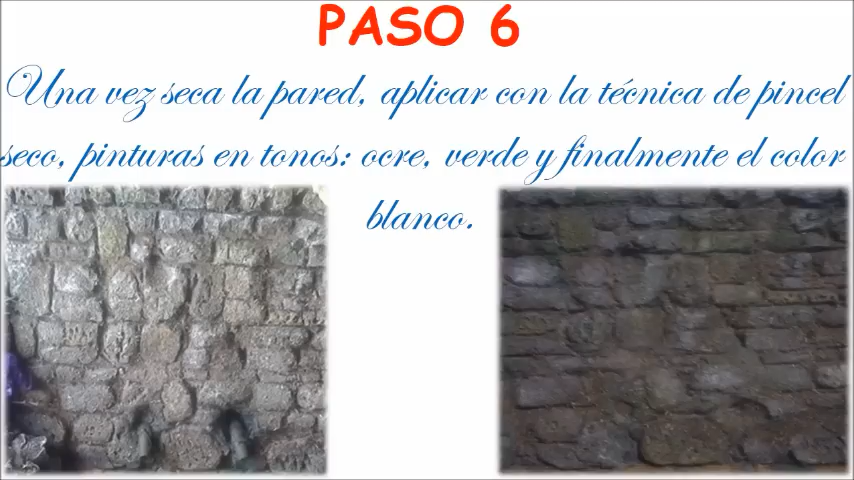 PASO 6
Una vez seca la pared, aplicar con la técnica de pincel
seco, pinturas en tonos: ocre, verde y finalmente el color
blanco.